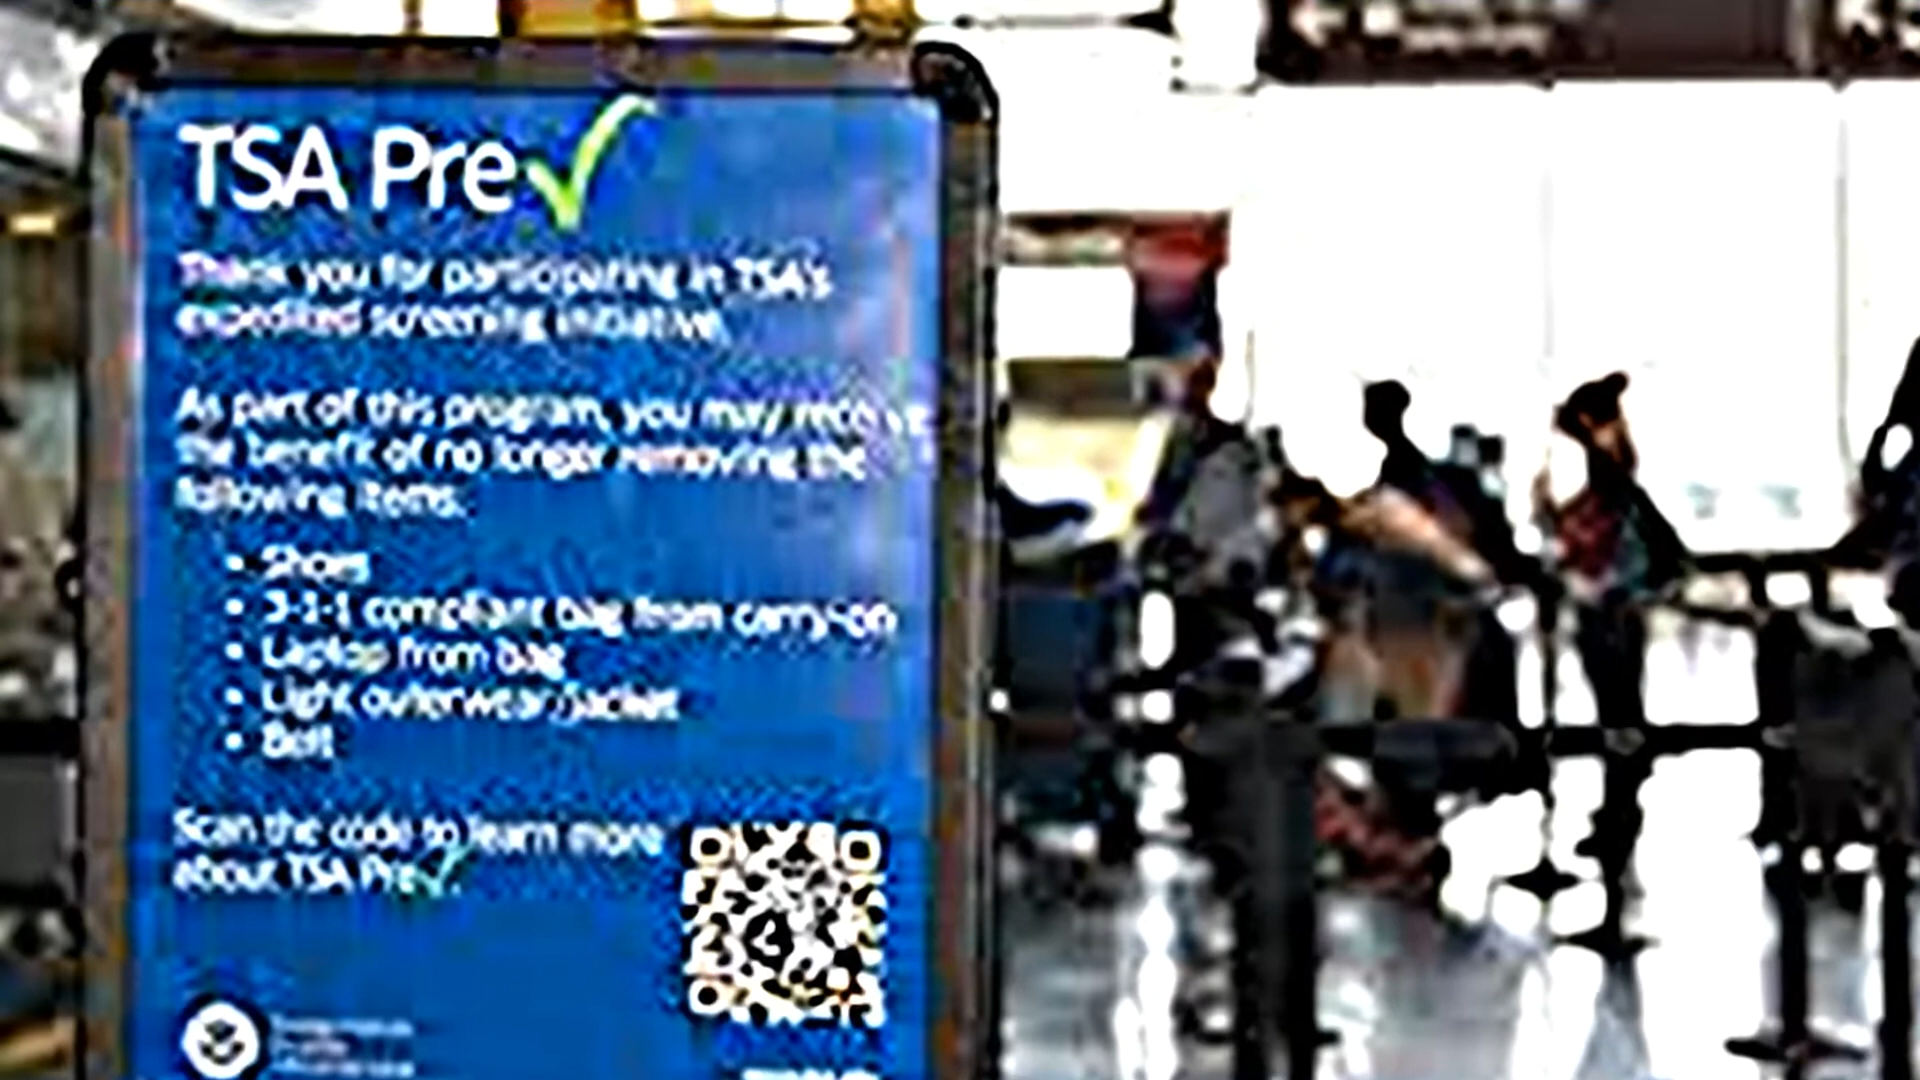 TSA Pre✓
Thank you for participating in TSA's
expedited screening initiative.
As part of this program, you may receive
the benefit of no longer removing the
following items:
• Shoes
• 3-1-1 compliant bag from carry-on
• Laptop from bag
• Light outerwear/jacket
• Belt
Scan the code to learn more
about TSA Pre✓.